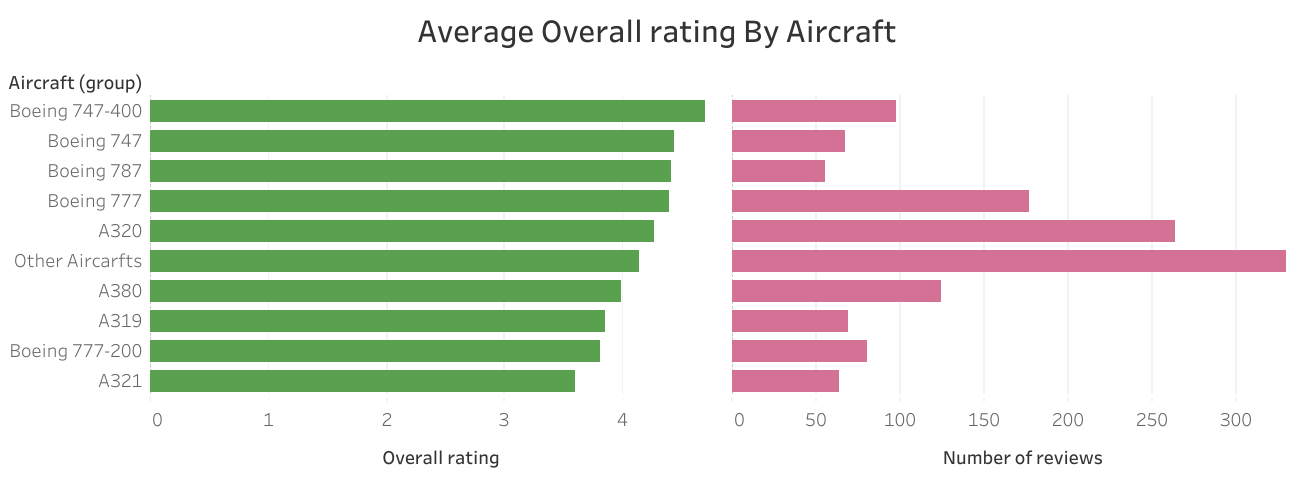 Average Overall rating By Aircraft
Aircraft (group)
Boeing 747-400
Boeing 747
Boeing 787
Boeing 777
A320
Other Aircarfts
A380
A319
Boeing 777-200
A321
0 1 2 3 4 0 50 100 150 200 250 300
Overall rating Number of reviews